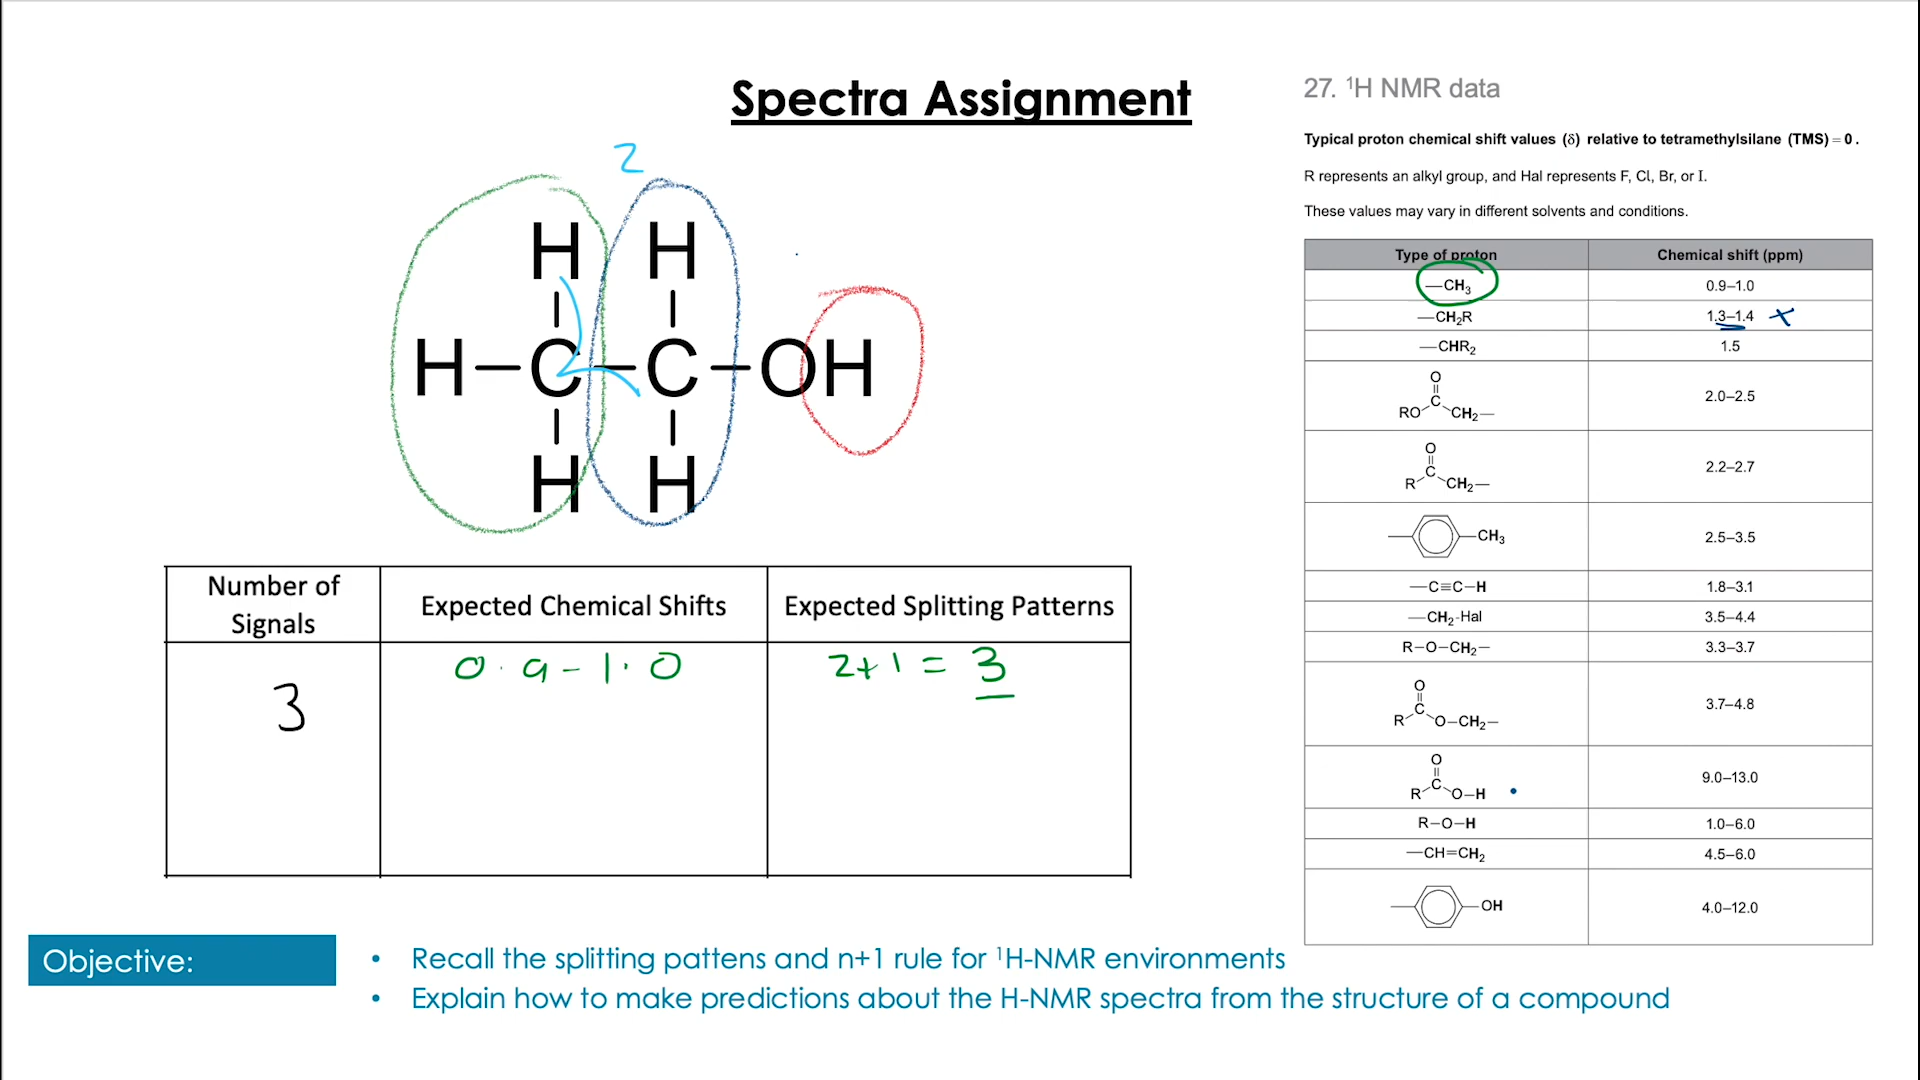 Spectra Assignment
2
H H
H–C–C–OH
H H
Number of Signals
Expected Chemical Shifts
Expected Splitting Patterns
3
0.9-1.0
2+1 = 3
27. ¹H NMR data
Typical proton chemical shift values (δ) relative to tetramethylsilane (TMS) = 0.
R represents an alkyl group, and Hal represents F, Cl, Br, or I.
These values may vary in different solvents and conditions.
Type of proton Chemical shift (ppm)
—CH₃ 0.9–1.0
—CH₂R 1.3–1.4 x
—CHR₂ 1.5
O
C
RO CH₂— 2.0–2.5
O
C
R CH₂— 2.2–2.7
—CH₃ 2.5–3.5
—C≡C—H 1.8–3.1
—CH₂-Hal 3.5–4.4
R—O—CH₂— 3.3–3.7
O
C
R O—CH₂— 3.7–4.8
O
C
R O—H 9.0–13.0
R—O—H 1.0–6.0
—CH=CH₂ 4.5–6.0
—OH 4.0–12.0
Objective:
• Recall the splitting pattens and n+1 rule for ¹H-NMR environments
• Explain how to make predictions about the H-NMR spectra from the structure of a compound